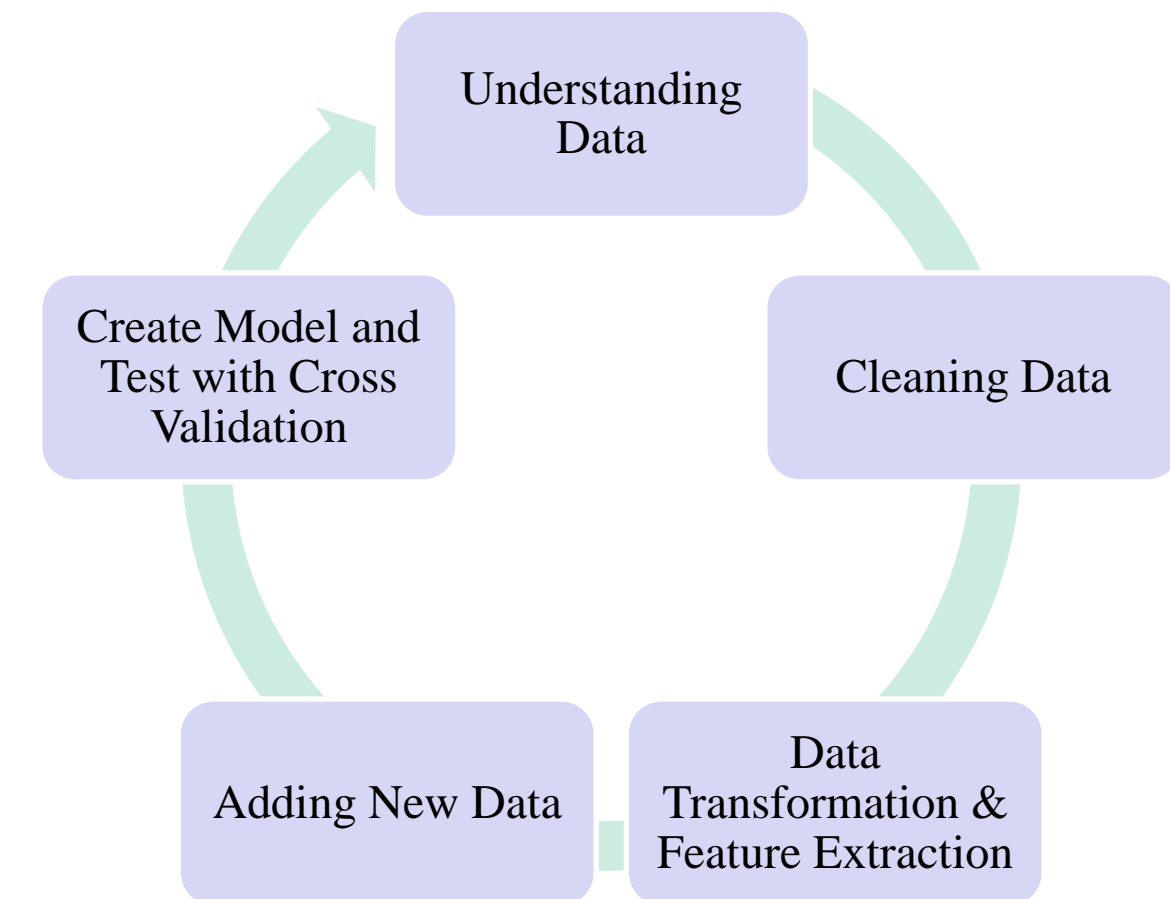 Understanding
Data
Cleaning Data
Data
Transformation &
Feature Extraction
Adding New Data
Create Model and
Test with Cross
Validation